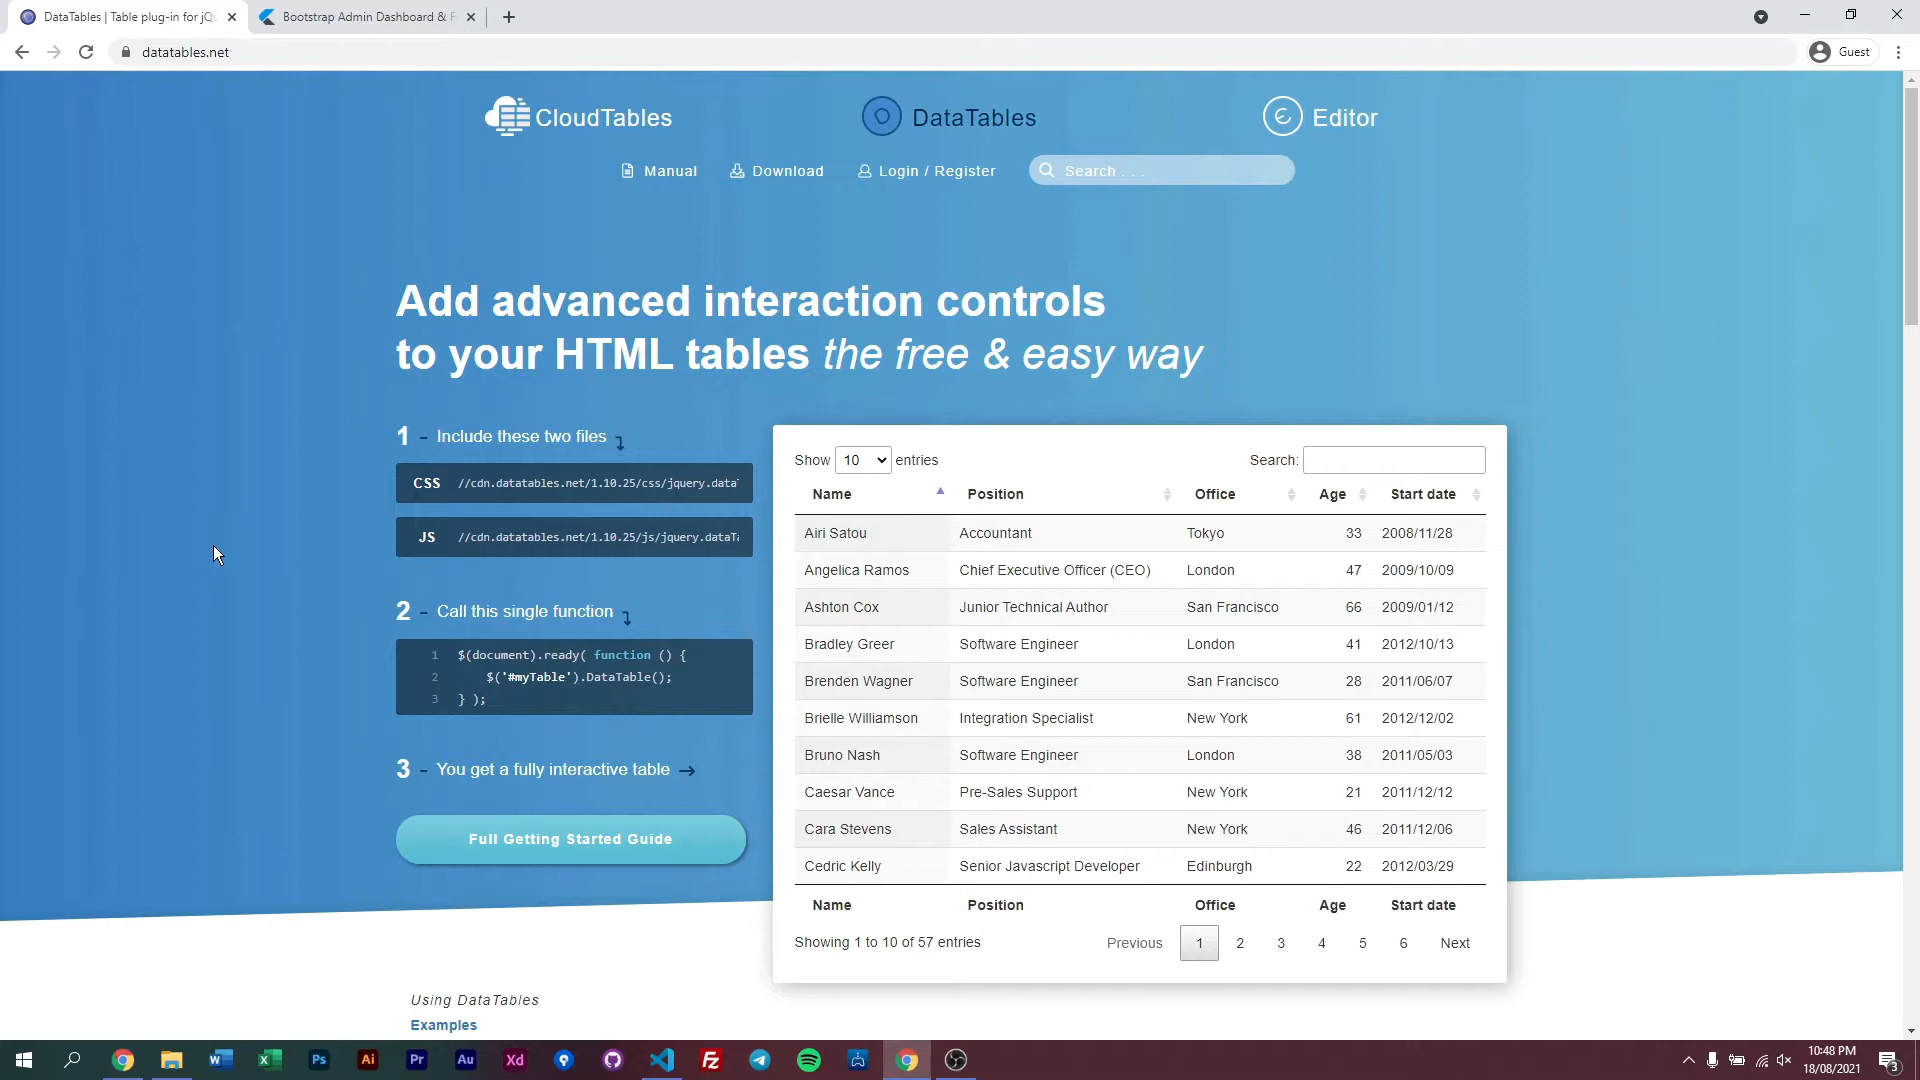 DataTables | Table plug-in for jQu
Bootstrap Admin Dashboard & F
datatables.net
Guest
CloudTables
DataTables
Editor
Manual
Download
Login / Register
Search . . .
Add advanced interaction controls
to your HTML tables the free & easy way
1 - Include these two files
CSS //cdn.datatables.net/1.10.25/css/jquery.data
JS //cdn.datatables.net/1.10.25/js/jquery.dataTa
2 - Call this single function
1 $(document).ready( function () {
2 $('#myTable').DataTable();
3 } );
3 - You get a fully interactive table
Full Getting Started Guide
Show 10 entries Search:
Name Position Office Age Start date
Airi Satou Accountant Tokyo 33 2008/11/28
Angelica Ramos Chief Executive Officer (CEO) London 47 2009/10/09
Ashton Cox Junior Technical Author San Francisco 66 2009/01/12
Bradley Greer Software Engineer London 41 2012/10/13
Brenden Wagner Software Engineer San Francisco 28 2011/06/07
Brielle Williamson Integration Specialist New York 61 2012/12/02
Bruno Nash Software Engineer London 38 2011/05/03
Caesar Vance Pre-Sales Support New York 21 2011/12/12
Cara Stevens Sales Assistant New York 46 2011/12/06
Cedric Kelly Senior Javascript Developer Edinburgh 22 2012/03/29
Name Position Office Age Start date
Showing 1 to 10 of 57 entries Previous 1 2 3 4 5 6 Next
Using DataTables
Examples
Ps
Ai
Pr
Au
Xd
10:48 PM
18/08/2021
3